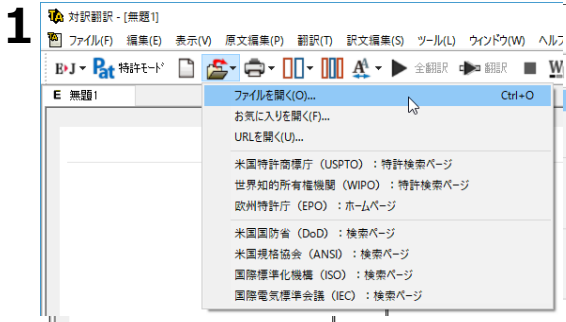 1
対訳翻訳 - [無題1]
ファイル(F) 編集(E) 表示(V) 原文編集(P) 翻訳(T) 訳文編集(S) ツール(L) ウィンドウ(W) ヘル
E›J Pat 特許モード A 全翻訳 翻訳 W
E 無題1
ファイルを開く(O)... Ctrl+O
お気に入りを開く(F)...
URLを開く(U)...
米国特許商標庁（USPTO）：特許検索ページ
世界知的所有権機関（WIPO）：特許検索ページ
欧州特許庁（EPO）：ホームページ
米国国防省（DoD）：検索ページ
米国規格協会（ANSI）：検索ページ
国際標準化機構（ISO）：検索ページ
国際電気標準会議（IEC）：検索ページ